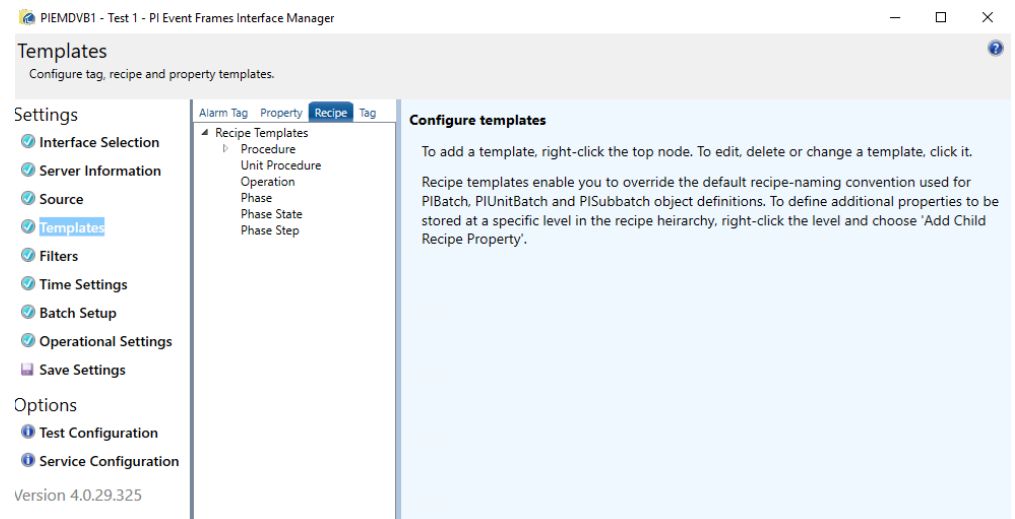 PIEMDVB1 - Test 1 - PI Event Frames Interface Manager
Templates
Configure tag, recipe and property templates.
Settings
Interface Selection
Server Information
Source
Templates
Filters
Time Settings
Batch Setup
Operational Settings
Save Settings
Options
Test Configuration
Service Configuration
Version 4.0.29.325
Alarm Tag Property Recipe Tag
Recipe Templates
Procedure
Unit Procedure
Operation
Phase
Phase State
Phase Step
Configure templates
To add a template, right-click the top node. To edit, delete or change a template, click it.
Recipe templates enable you to override the default recipe-naming convention used for
PIBatch, PIUnitBatch and PISubbatch object definitions. To define additional properties to be
stored at a specific level in the recipe heirarchy, right-click the level and choose 'Add Child
Recipe Property'.